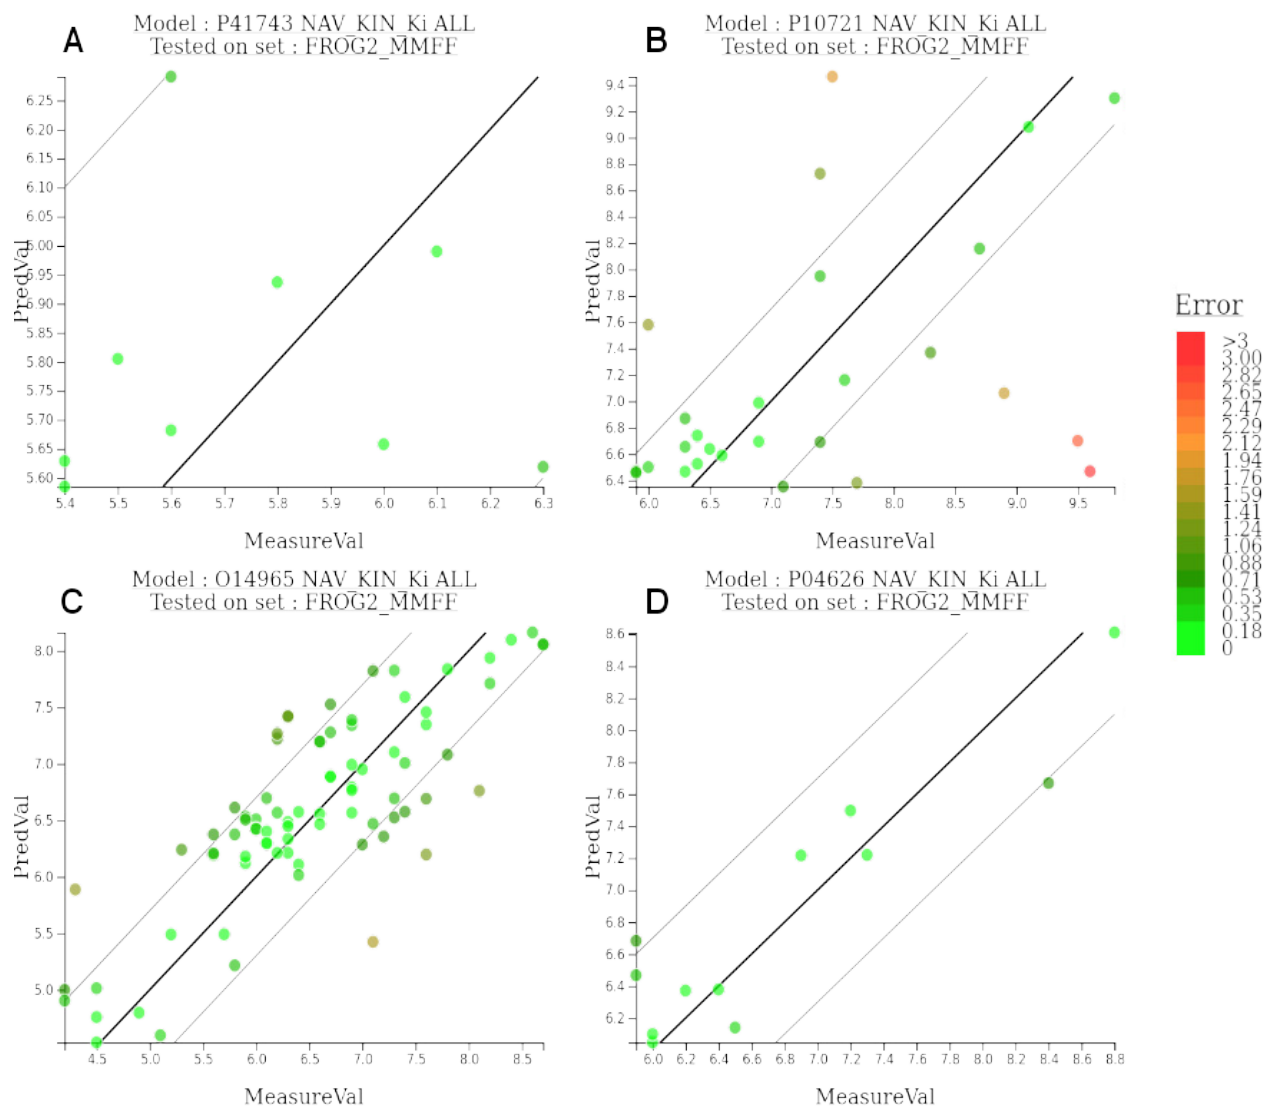 A
Model : P41743 NAV_KIN_Ki ALL
Tested on set : FROG2_MMFF
6.25
6.20
6.15
6.10
6.05
6.00
5.95
5.90
5.85
5.80
5.75
5.70
5.65
5.60
PredVal
5.4 5.5 5.6 5.7 5.8 5.9 6.0 6.1 6.2 6.3
MeasureVal
B
Model : P10721 NAV_KIN_Ki ALL
Tested on set : FROG2_MMFF
9.4
9.2
9.0
8.8
8.6
8.4
8.2
8.0
7.8
7.6
7.4
7.2
7.0
6.8
6.6
6.4
PredVal
6.0 6.5 7.0 7.5 8.0 8.5 9.0 9.5
MeasureVal
Error
>3
3.00
2.82
2.65
2.47
2.29
2.12
1.94
1.76
1.59
1.41
1.24
1.06
0.88
0.71
0.53
0.35
0.18
0
C
Model : O14965 NAV_KIN_Ki ALL
Tested on set : FROG2_MMFF
8.0
7.5
7.0
6.5
6.0
5.5
5.0
PredVal
4.5 5.0 5.5 6.0 6.5 7.0 7.5 8.0 8.5
MeasureVal
D
Model : P04626 NAV_KIN_Ki ALL
Tested on set : FROG2_MMFF
8.6
8.4
8.2
8.0
7.8
7.6
7.4
7.2
7.0
6.8
6.6
6.4
6.2
PredVal
6.0 6.2 6.4 6.6 6.8 7.0 7.2 7.4 7.6 7.8 8.0 8.2 8.4 8.6 8.8
MeasureVal